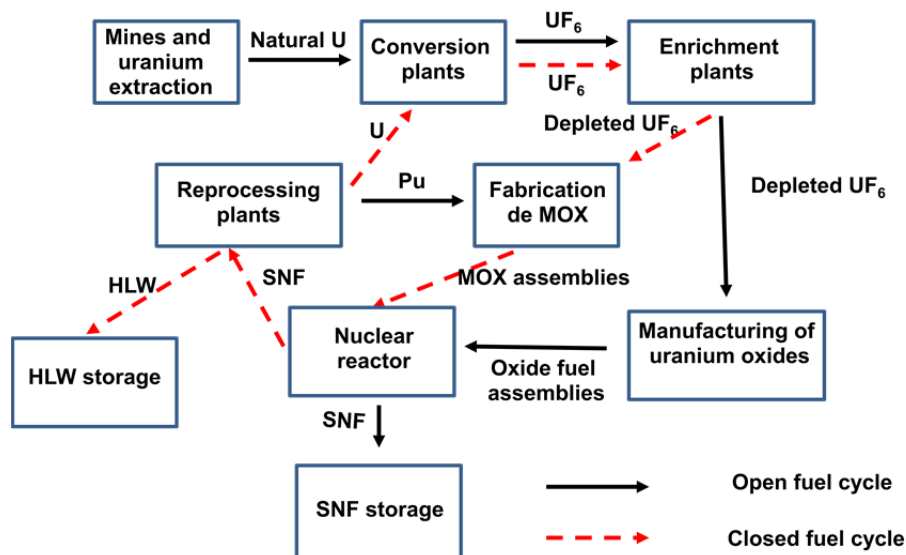 Mines and
uranium
extraction
Natural U
Conversion
plants
UF₆
UF₆
Enrichment
plants
U
Depleted UF₆
Depleted UF₆
Reprocessing
plants
Pu
Fabrication
de MOX
HLW
SNF
MOX assemblies
HLW storage
Nuclear
reactor
Oxide fuel
assemblies
Manufacturing of
uranium oxides
SNF
SNF storage
Open fuel cycle
Closed fuel cycle